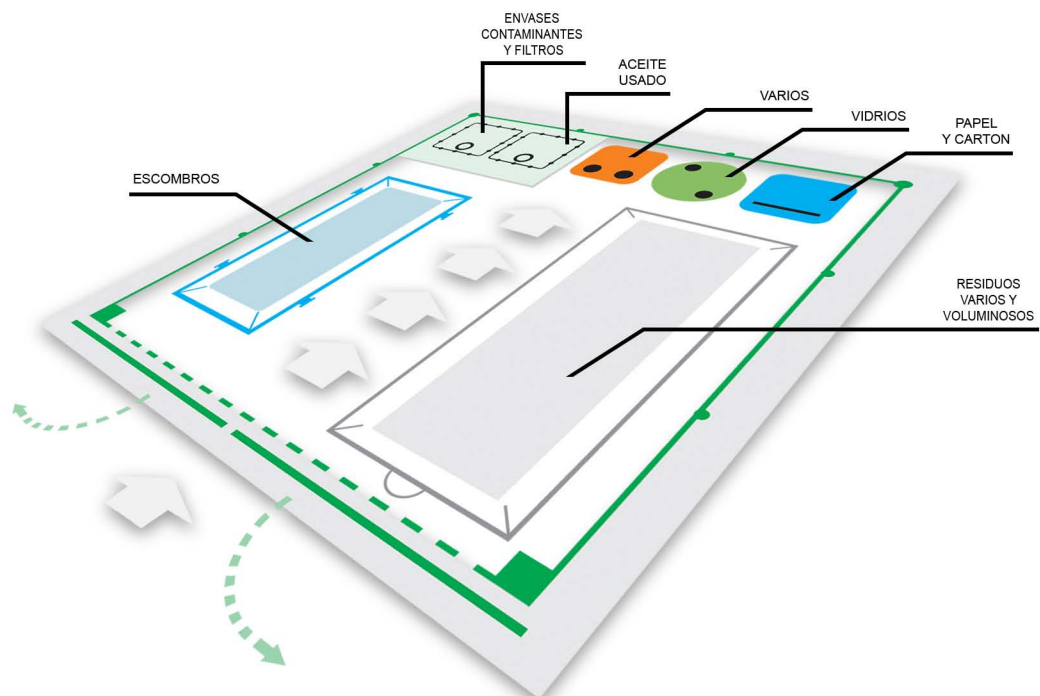 ENVASES
CONTAMINANTES
Y FILTROS
ACEITE
USADO
VARIOS
VIDRIOS
PAPEL
Y CARTON
ESCOMBROS
RESIDUOS
VARIOS Y
VOLUMINOSOS